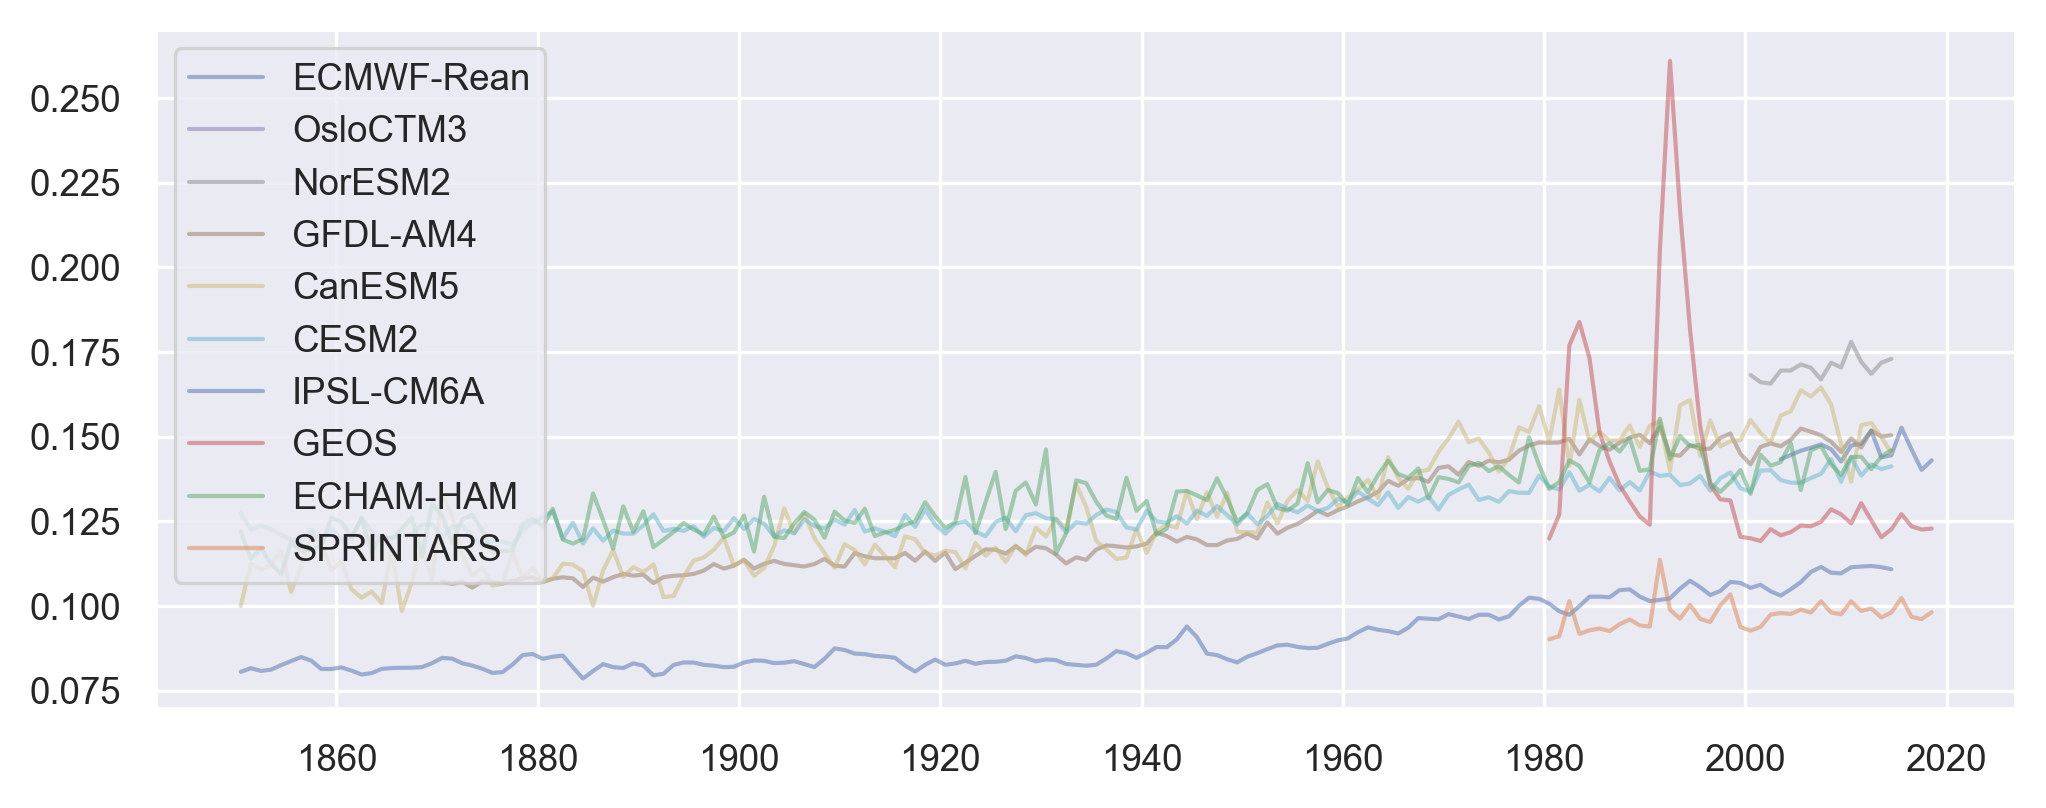 ECMWF-Rean
OsloCTM3
NorESM2
GFDL-AM4
CanESM5
CESM2
IPSL-CM6A
GEOS
ECHAM-HAM
SPRINTARS
0.250
0.225
0.200
0.175
0.150
0.125
0.100
0.075
1860 1880 1900 1920 1940 1960 1980 2000 2020